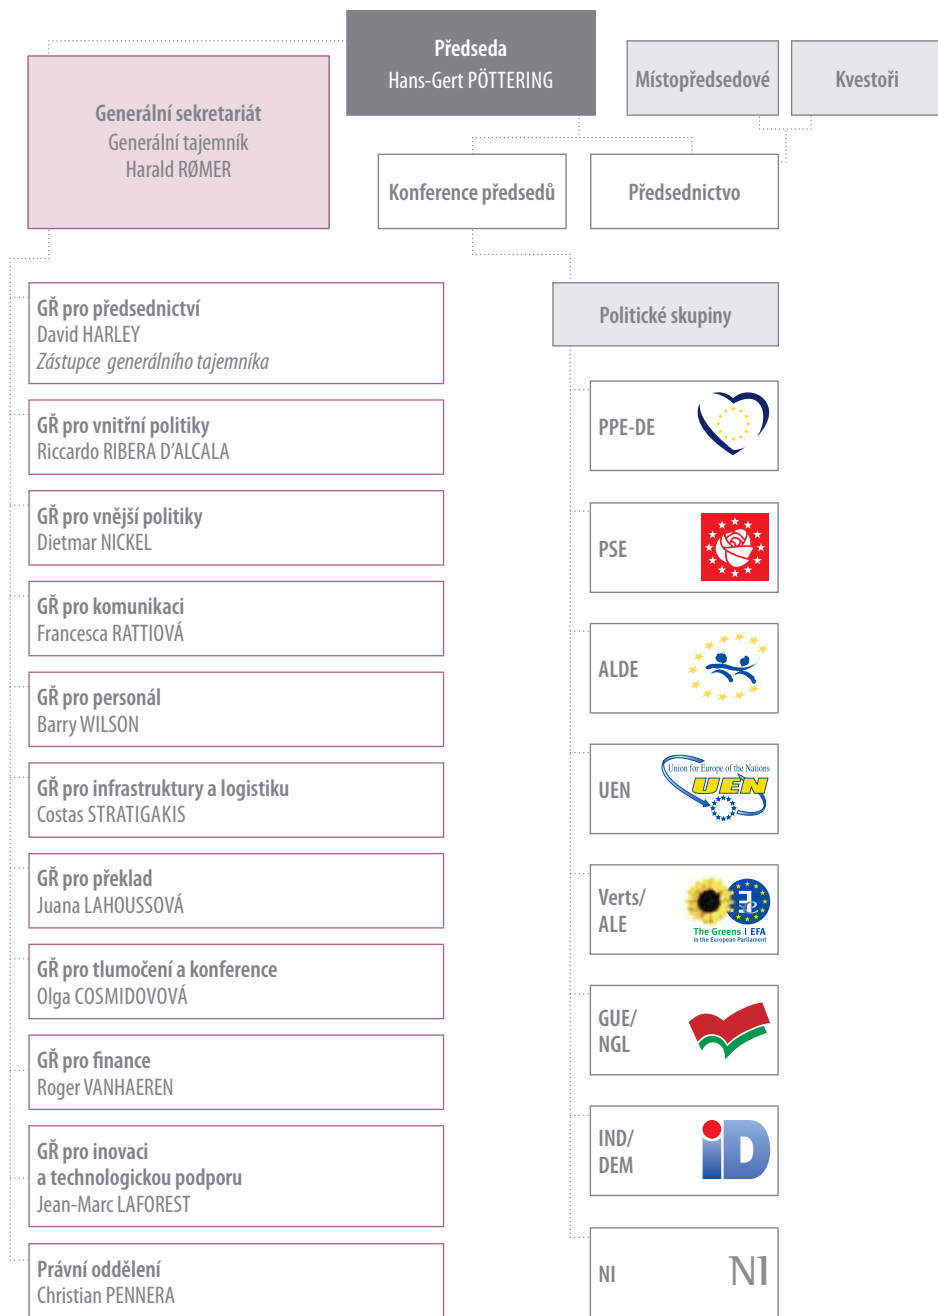 Předseda
Hans-Gert PÖTTERING
Místopředsedové
Kvestoři
Generální sekretariát
Generální tajemník
Harald RØMER
Konference předsedů
Předsednictvo
GŘ pro předsednictví
David HARLEY
Zástupce generálního tajemníka
GŘ pro vnitřní politiky
Riccardo RIBERA D'ALCALA
GŘ pro vnější politiky
Dietmar NICKEL
GŘ pro komunikaci
Francesca RATTIOVÁ
GŘ pro personál
Barry WILSON
GŘ pro infrastruktury a logistiku
Costas STRATIGAKIS
GŘ pro překlad
Juana LAHOUSSOVÁ
GŘ pro tlumočení a konference
Olga COSMIDOVOVÁ
GŘ pro finance
Roger VANHAEREN
GŘ pro inovaci
a technologickou podporu
Jean-Marc LAFOREST
Právní oddělení
Christian PENNERA
Politické skupiny
PPE-DE
PSE
ALDE
UEN
Union for Europe of the Nations
UEN
Verts/
ALE
The Greens | EFA
in the European Parliament
GUE/
NGL
IND/
DEM
iD
NI
NI